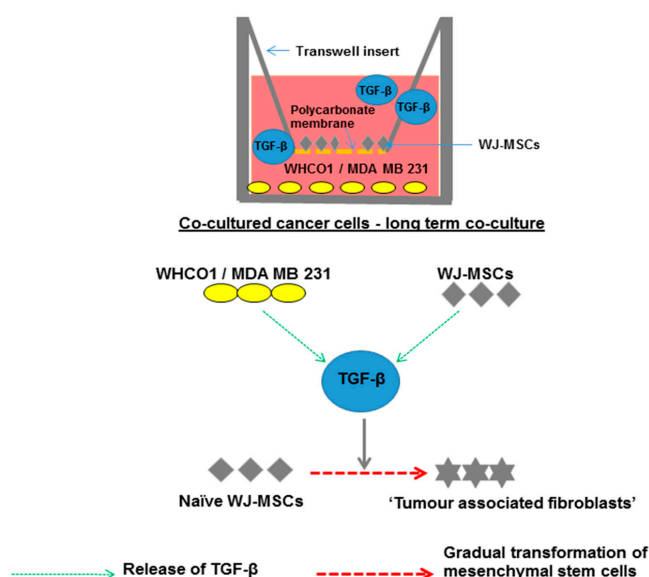 Transwell insert
TGF-β
TGF-β
Polycarbonate
membrane
TGF-β
WJ-MSCs
WHCO1 / MDA MB 231
Co-cultured cancer cells - long term co-culture
WHCO1 / MDA MB 231
WJ-MSCs
TGF-β
Naïve WJ-MSCs
‘Tumour associated fibroblasts’
Release of TGF-β
Gradual transformation of
mesenchymal stem cells